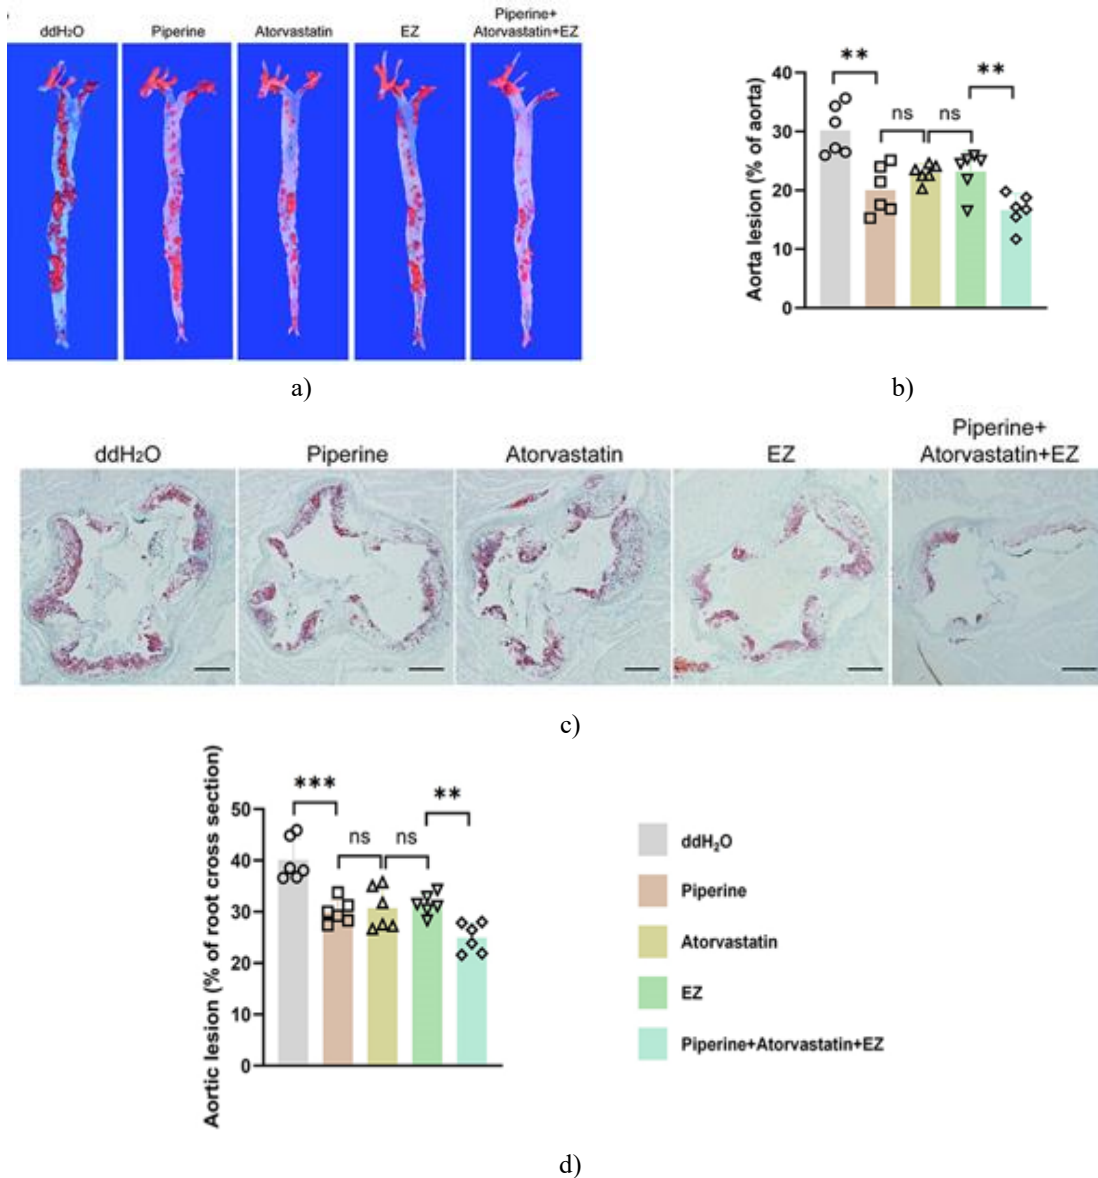 ddH2O Piperine Atorvastatin EZ Piperine+
Atorvastatin+EZ
a)
Aorta lesion (% of aorta)
40
30
20
10
0
** ns ns **
b)
ddH2O Piperine Atorvastatin EZ Piperine+
Atorvastatin+EZ
c)
Aortic lesion (% of root cross section)
50
40
30
20
10
0
*** ns ns **
ddH2O
Piperine
Atorvastatin
EZ
Piperine+Atorvastatin+EZ
d)